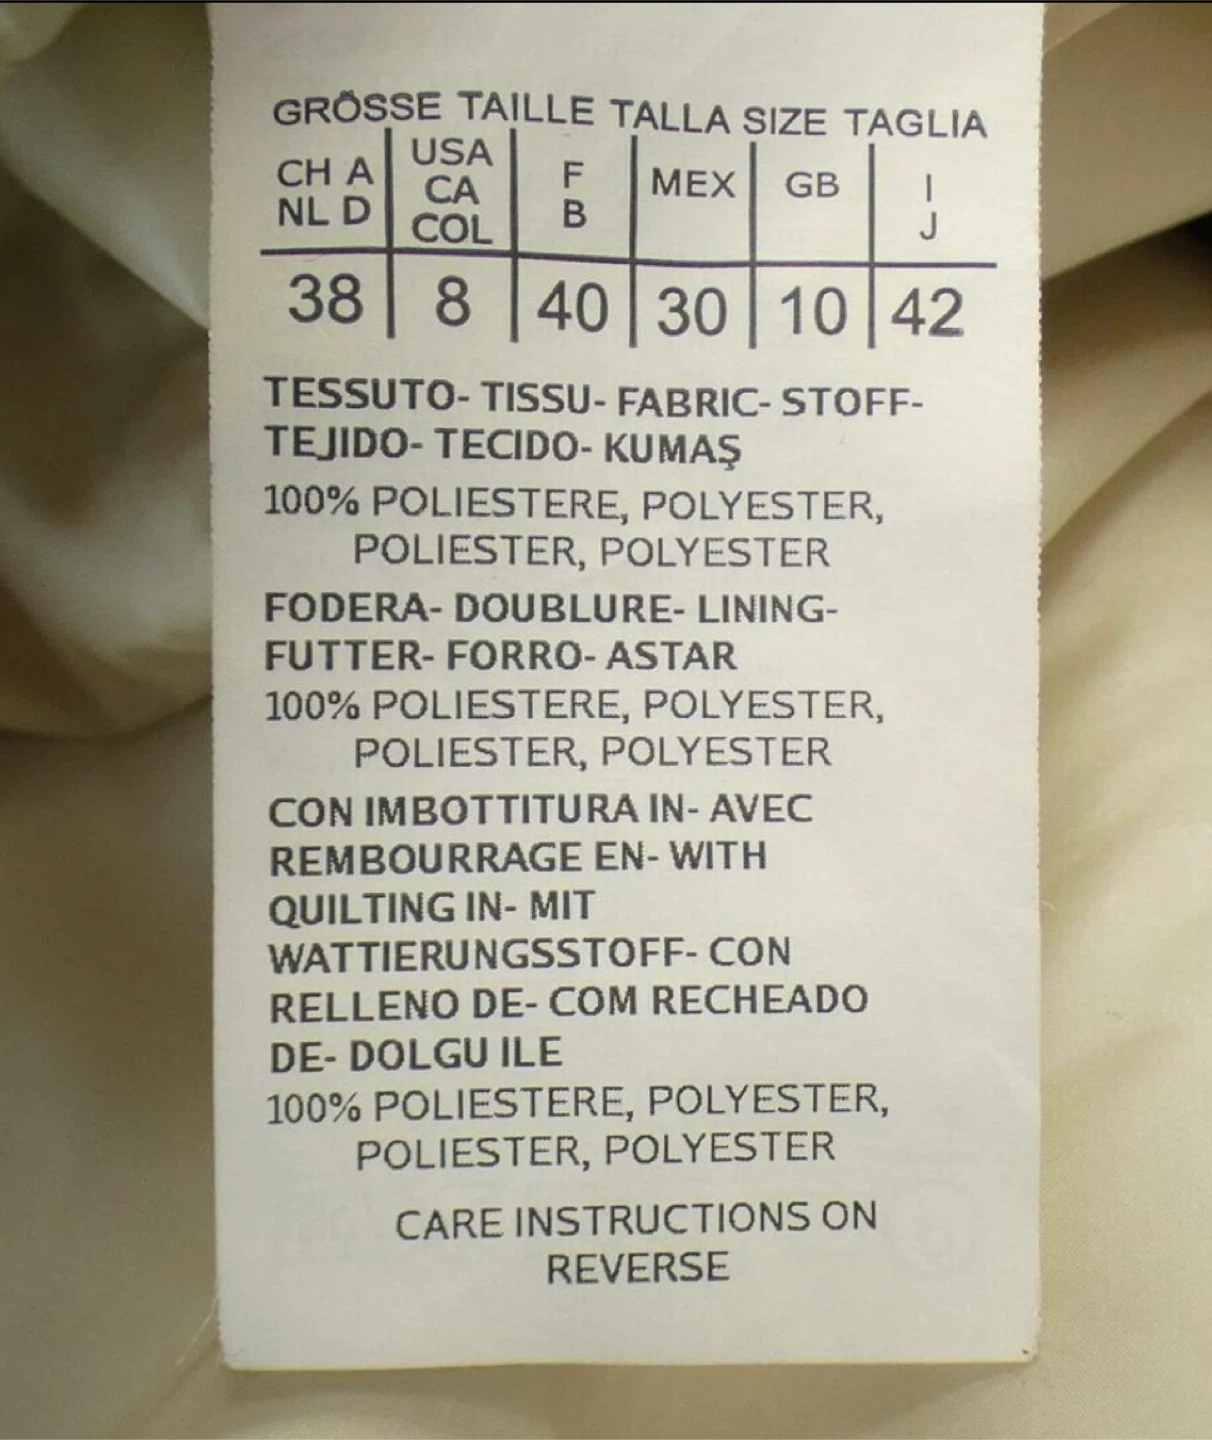 GRÖSSE TAILLE TALLA SIZE TAGLIA
CH A NL D | USA CA COL | F B | MEX | GB | I J
38 | 8 | 40 | 30 | 10 | 42
TESSUTO- TISSU- FABRIC- STOFF-
TEJIDO- TECIDO- KUMAŞ
100% POLIESTERE, POLYESTER,
POLIESTER, POLYESTER
FODERA- DOUBLURE- LINING-
FUTTER- FORRO- ASTAR
100% POLIESTERE, POLYESTER,
POLIESTER, POLYESTER
CON IMBOTTITURA IN- AVEC
REMBOURRAGE EN- WITH
QUILTING IN- MIT
WATTIERUNGSSTOFF- CON
RELLENO DE- COM RECHEADO
DE- DOLGU ILE
100% POLIESTERE, POLYESTER,
POLIESTER, POLYESTER
CARE INSTRUCTIONS ON
REVERSE